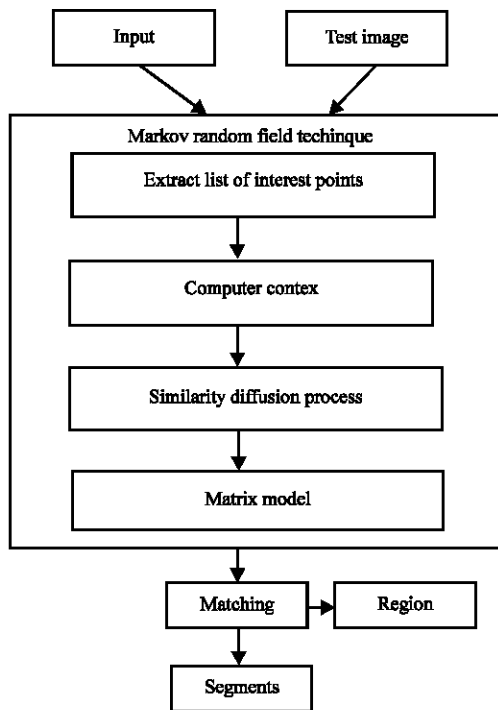 Input
Test image
Markov random field techinque
Extract list of interest points
Computer contex
Similarity diffusion process
Matrix model
Matching
Region
Segments